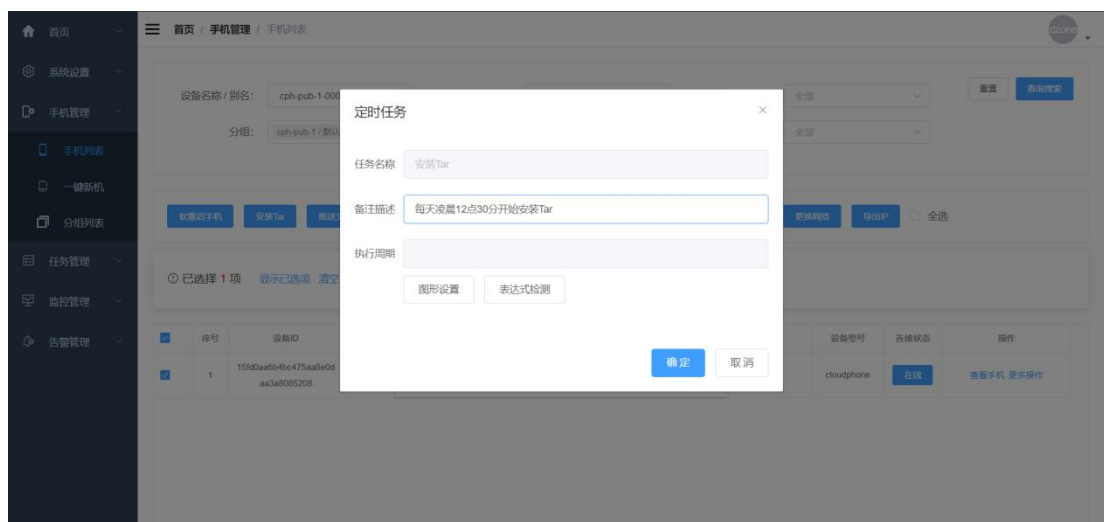 首页
首页 / 手机管理 / 手机列表
dzone
系统设置
手机管理
手机列表
一键新机
分组列表
任务管理
监控管理
告警管理
设备名称 / 别名:
cph-pub-1-000
全部
重置
查询搜索
分组:
cph-pub-1 / 默认
全部
软重启手机
安装Tar
推送
更换网络
导出IP
全选
已选择 1 项
显示已选项
清空
序号
设备ID
设备型号
连接状态
操作
1
15fd0aa5b4bc475aa8e0d
aa3a8085208
cloudphone
在线
查看手机 更多操作
定时任务
任务名称
安装Tar
备注描述
每天凌晨12点30分开始安装Tar
执行周期
图形设置
表达式检测
确定
取消